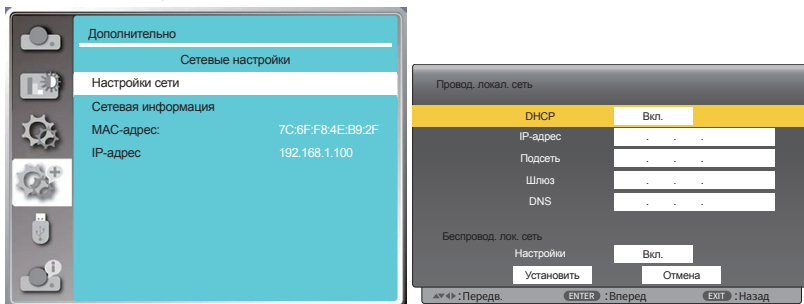 Дополнительно
Сетевые настройки
Настройки сети
Сетевая информация
MAC-адрес: 7C:6F:F8:4E:B9:2F
IP-адрес 192.168.1.100
Провод. локал. сеть
DHCP Вкл.
IP-адрес . . .
Подсеть . . .
Шлюз . . .
DNS . . .
Беспровод. лок. сеть
Настройки Вкл.
Установить Отмена
:Передв. ENTER :Вперед EXIT :Назад